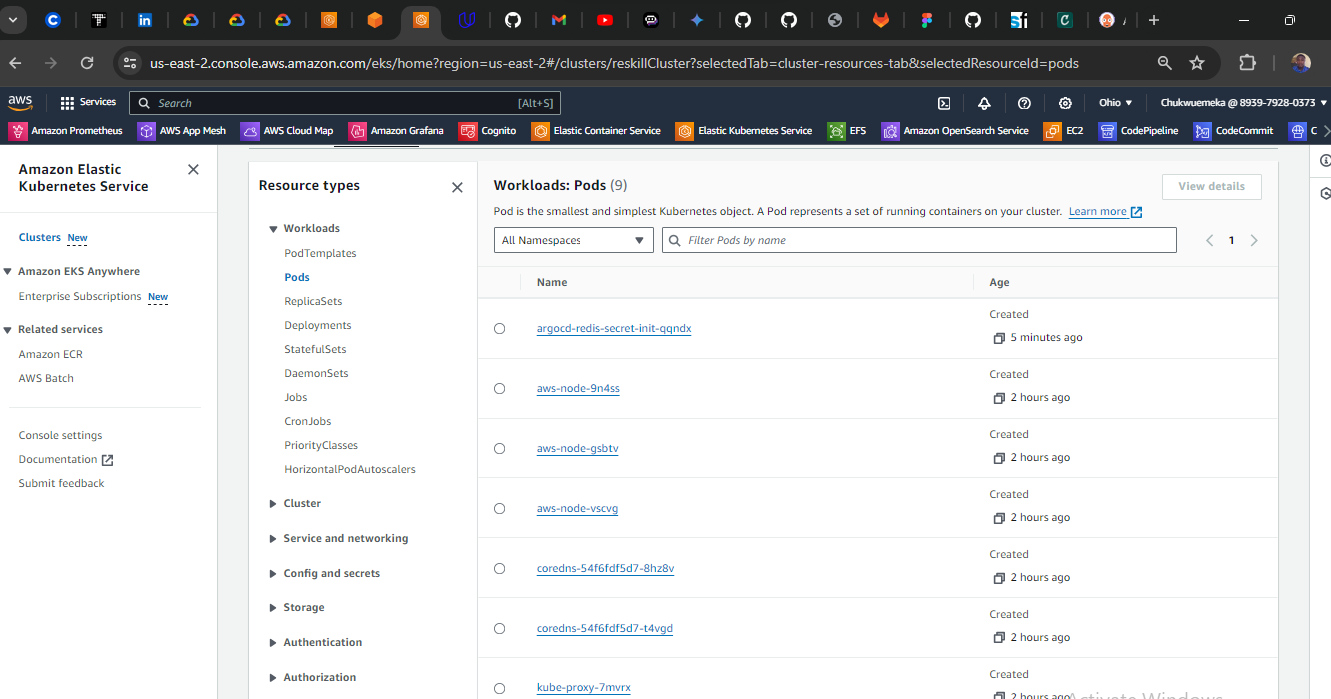 us-east-2.console.aws.amazon.com/eks/home?region=us-east-2#/clusters/reskillCluster?selectedTab=cluster-resources-tab&selectedResourceId=pods
aws Services Search [Alt+S] Ohio Chukwuemeka @ 8939-7928-0373
Amazon Prometheus AWS App Mesh AWS Cloud Map Amazon Grafana Cognito Elastic Container Service Elastic Kubernetes Service EFS Amazon OpenSearch Service EC2 CodePipeline CodeCommit C
Amazon Elastic
Kubernetes Service
Clusters New
Amazon EKS Anywhere
Enterprise Subscriptions New
Related services
Amazon ECR
AWS Batch
Console settings
Documentation
Submit feedback
Resource types
Workloads
PodTemplates
Pods
ReplicaSets
Deployments
StatefulSets
DaemonSets
Jobs
CronJobs
PriorityClasses
HorizontalPodAutoscalers
Cluster
Service and networking
Config and secrets
Storage
Authentication
Authorization
Workloads: Pods (9)
View details
Pod is the smallest and simplest Kubernetes object. A Pod represents a set of running containers on your cluster. Learn more
All Namespaces Filter Pods by name 1
Name Age
argocd-redis-secret-init-qqndx Created
5 minutes ago
aws-node-9n4ss Created
2 hours ago
aws-node-gsbtv Created
2 hours ago
aws-node-vscvg Created
2 hours ago
coredns-54f6fdf5d7-8hz8v Created
2 hours ago
coredns-54f6fdf5d7-t4vgd Created
2 hours ago
kube-proxy-7mvrx Created
2 hours ago
Activate Windows